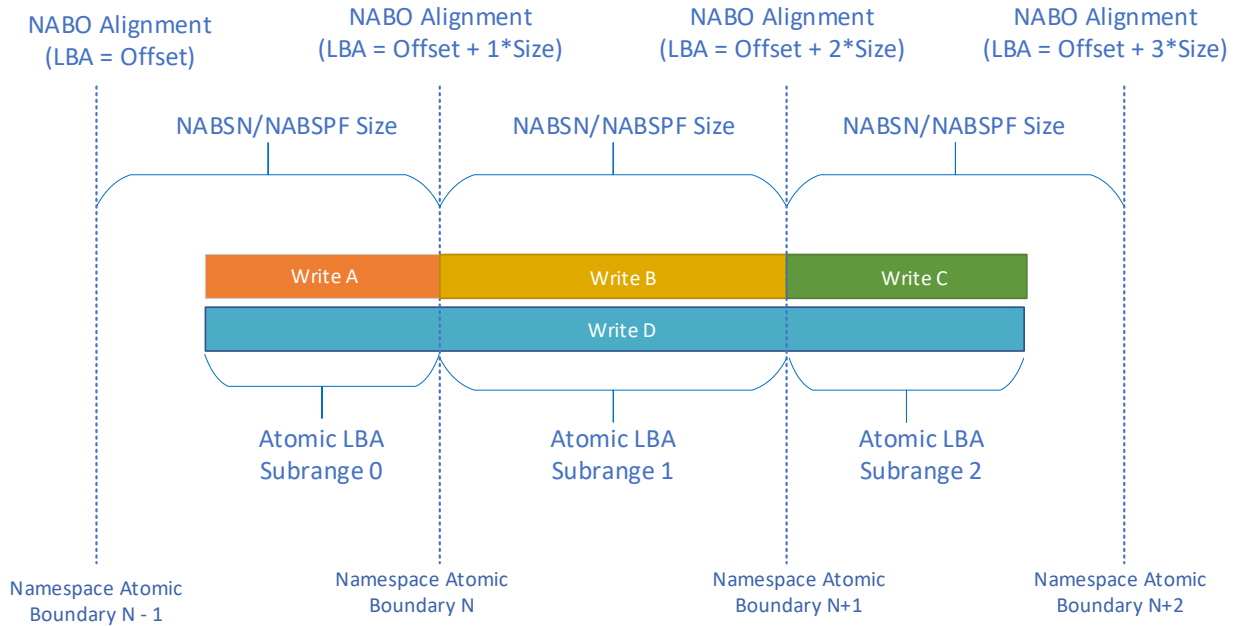 NABO Alignment
(LBA = Offset)
NABO Alignment
(LBA = Offset + 1*Size)
NABO Alignment
(LBA = Offset + 2*Size)
NABO Alignment
(LBA = Offset + 3*Size)
NABSN/NABSPF Size
NABSN/NABSPF Size
NABSN/NABSPF Size
Write A
Write B
Write C
Write D
Atomic LBA
Subrange 0
Atomic LBA
Subrange 1
Atomic LBA
Subrange 2
Namespace Atomic
Boundary N - 1
Namespace Atomic
Boundary N
Namespace Atomic
Boundary N+1
Namespace Atomic
Boundary N+2